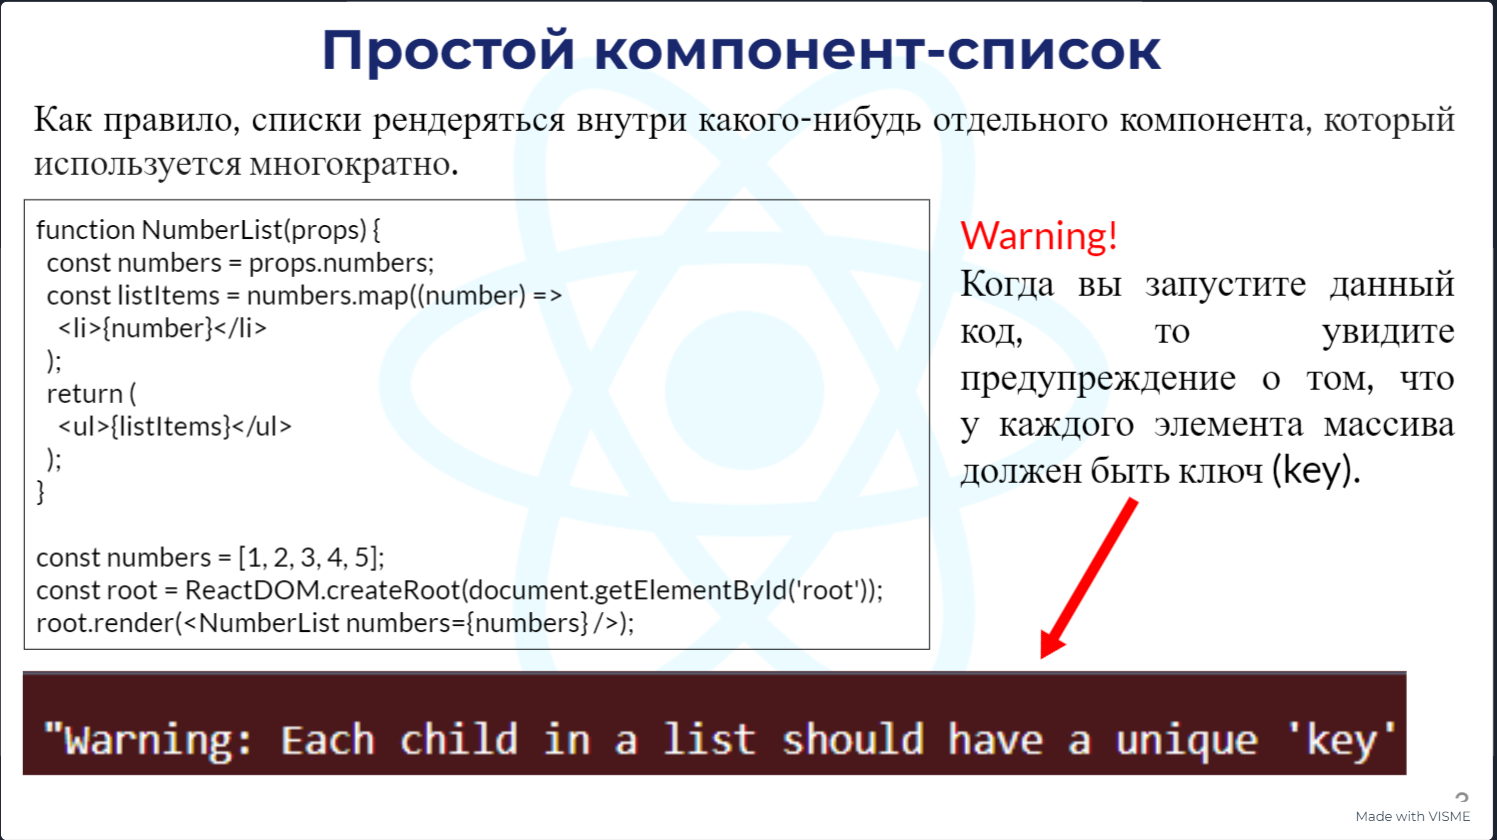 Простой компонент-список
Как правило, списки рендеряться внутри какого-нибудь отдельного компонента, который
используется многократно.
function NumberList(props) {
  const numbers = props.numbers;
  const listItems = numbers.map((number) =>
    <li>{number}</li>
  );
  return (
    <ul>{listItems}</ul>
  );
}

const numbers = [1, 2, 3, 4, 5];
const root = ReactDOM.createRoot(document.getElementById('root'));
root.render(<NumberList numbers={numbers} />);
Warning!
Когда вы запустите данный
код, то увидите
предупреждение о том, что
у каждого элемента массива
должен быть ключ (key).
"Warning: Each child in a list should have a unique 'key'
Made with VISME